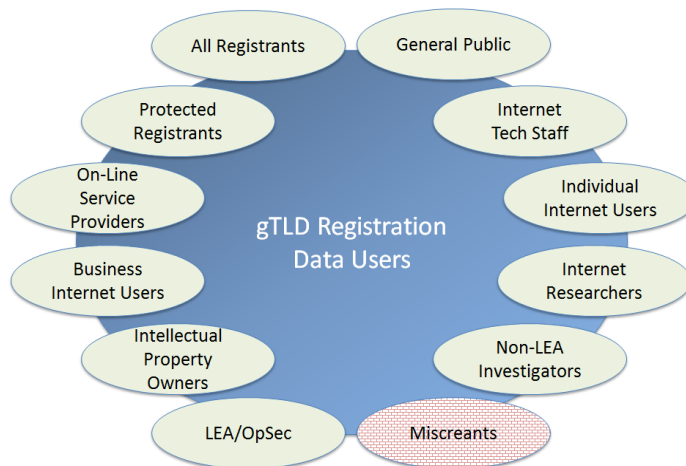 All Registrants
General Public
Protected
Registrants
Internet
Tech Staff
On-Line
Service
Providers
Individual
Internet Users
gTLD Registration
Data Users
Business
Internet Users
Internet
Researchers
Intellectual
Property
Owners
Non-LEA
Investigators
LEA/OpSec
Miscreants